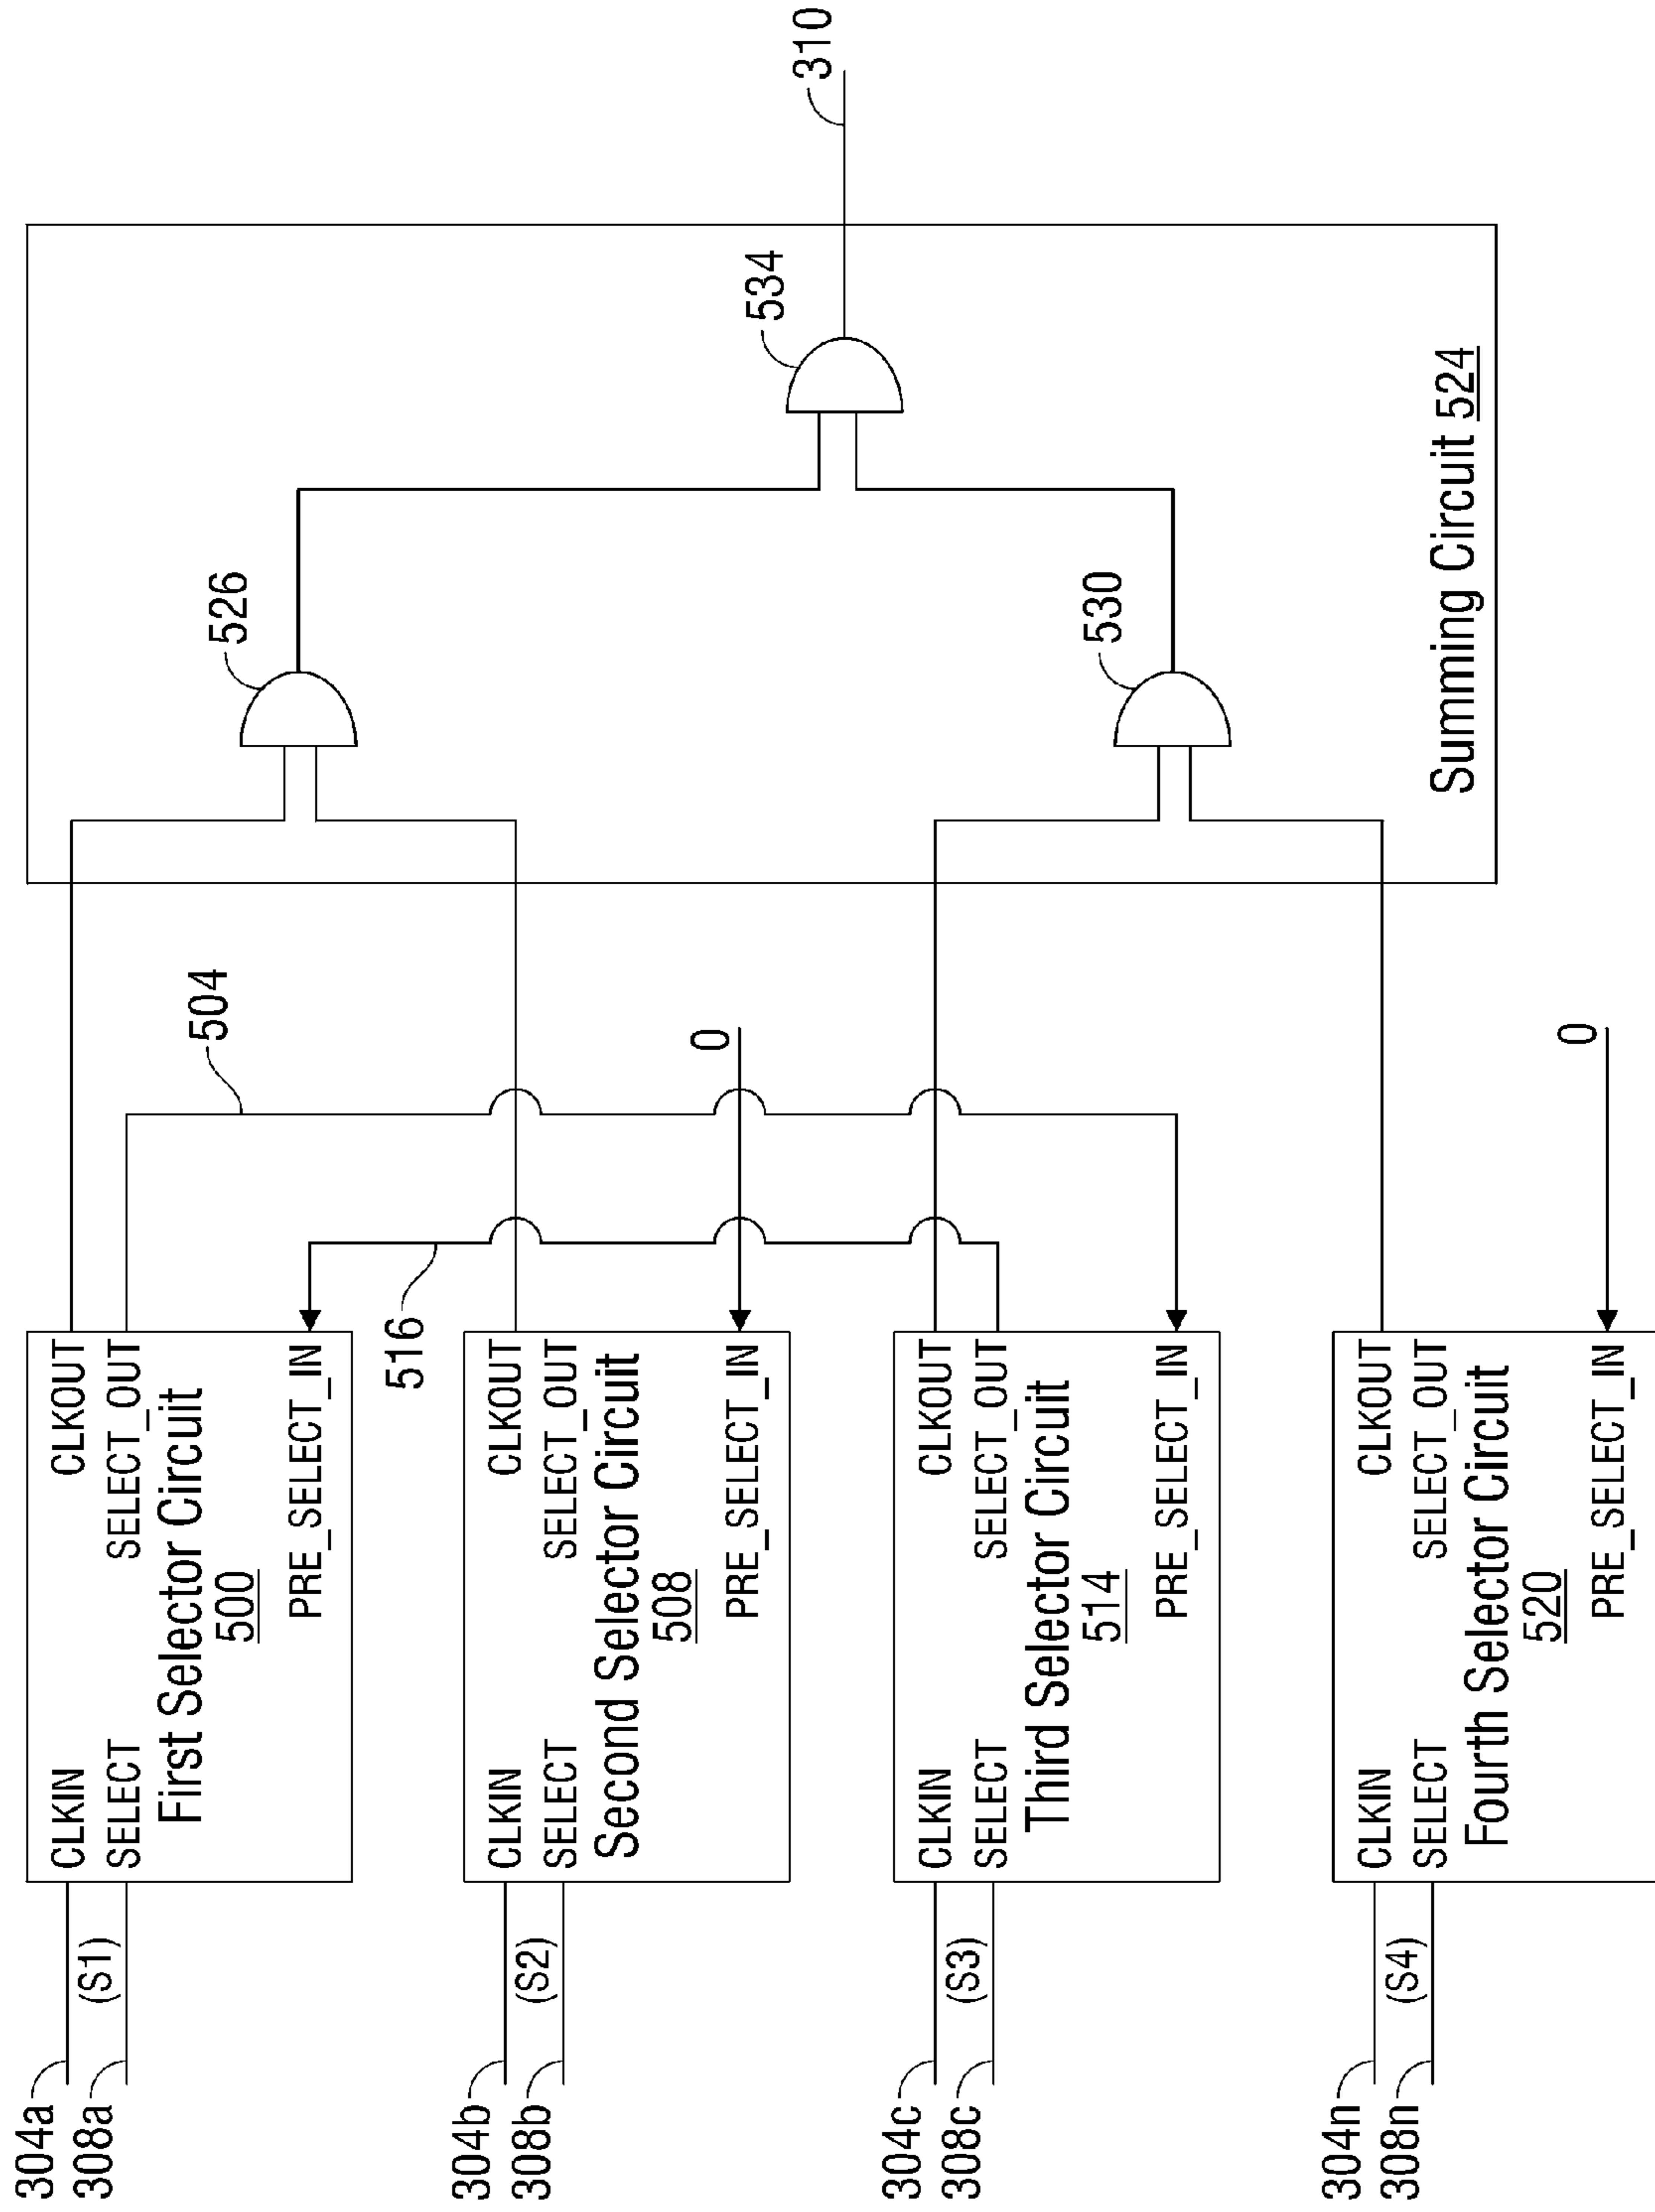 304a
308a
(S1)
CLKIN
SELECT
First Selector Circuit
500
CLKOUT
SELECT_OUT
PRE_SELECT_IN
304b
308b
(S2)
CLKIN
SELECT
Second Selector Circuit
508
CLKOUT
SELECT_OUT
PRE_SELECT_IN
0
304c
308c
(S3)
CLKIN
SELECT
Third Selector Circuit
514
CLKOUT
SELECT_OUT
PRE_SELECT_IN
304n
308n
(S4)
CLKIN
SELECT
Fourth Selector Circuit
520
CLKOUT
SELECT_OUT
PRE_SELECT_IN
0
516
504
526
530
534
Summing Circuit 524
310